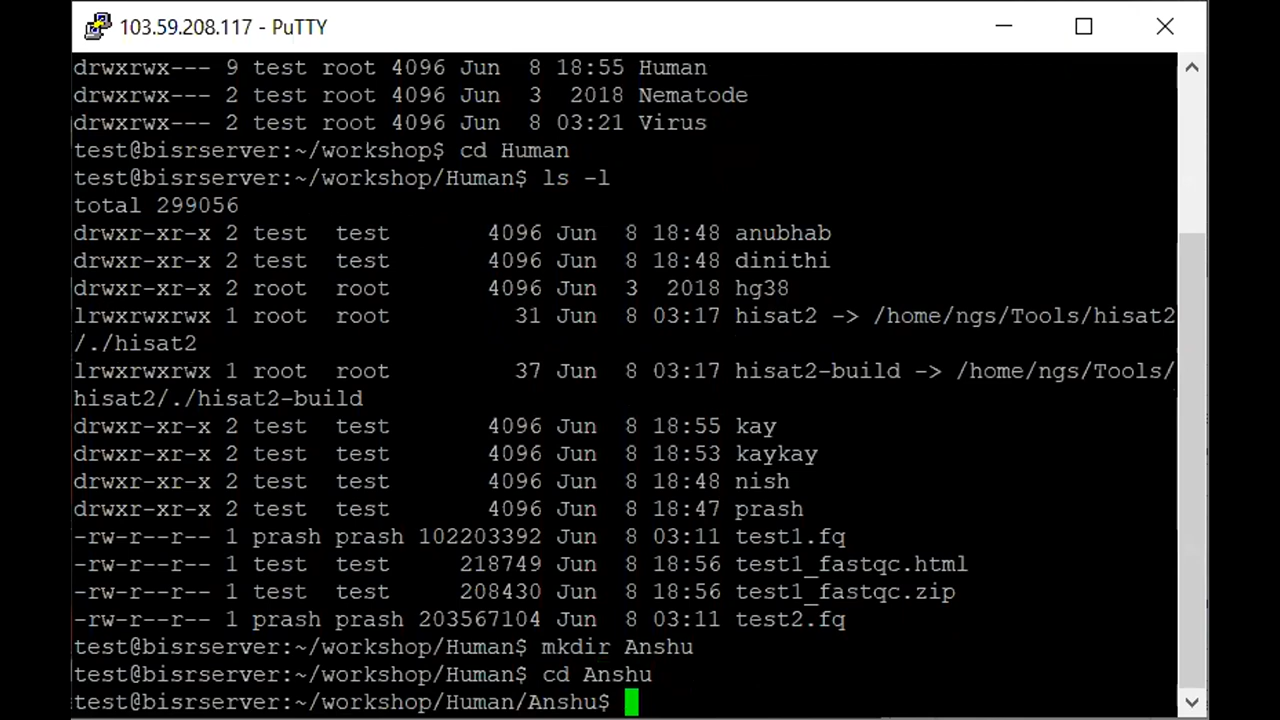 103.59.208.117 - PuTTY
drwxrwx--- 9 test root 4096 Jun  8 18:55 Human
drwxrwx--- 2 test root 4096 Jun  3  2018 Nematode
drwxrwx--- 2 test root 4096 Jun  8 03:21 Virus
test@bisrserver:~/workshop$ cd Human
test@bisrserver:~/workshop/Human$ ls -l
total 299056
drwxr-xr-x 2 test  test       4096 Jun  8 18:48 anubhab
drwxr-xr-x 2 test  test       4096 Jun  8 18:48 dinithi
drwxr-xr-x 2 root  root       4096 Jun  3  2018 hg38
lrwxrwxrwx 1 root  root         31 Jun  8 03:17 hisat2 -> /home/ngs/Tools/hisat2
/./hisat2
lrwxrwxrwx 1 root  root         37 Jun  8 03:17 hisat2-build -> /home/ngs/Tools/
hisat2/./hisat2-build
drwxr-xr-x 2 test  test       4096 Jun  8 18:55 kay
drwxr-xr-x 2 test  test       4096 Jun  8 18:53 kaykay
drwxr-xr-x 2 test  test       4096 Jun  8 18:48 nish
drwxr-xr-x 2 test  test       4096 Jun  8 18:47 prash
-rw-r--r-- 1 prash prash 102203392 Jun  8 03:11 test1.fq
-rw-r--r-- 1 test  test     218749 Jun  8 18:56 test1_fastqc.html
-rw-r--r-- 1 test  test     208430 Jun  8 18:56 test1_fastqc.zip
-rw-r--r-- 1 prash prash 203567104 Jun  8 03:11 test2.fq
test@bisrserver:~/workshop/Human$ mkdir Anshu
test@bisrserver:~/workshop/Human$ cd Anshu
test@bisrserver:~/workshop/Human/Anshu$